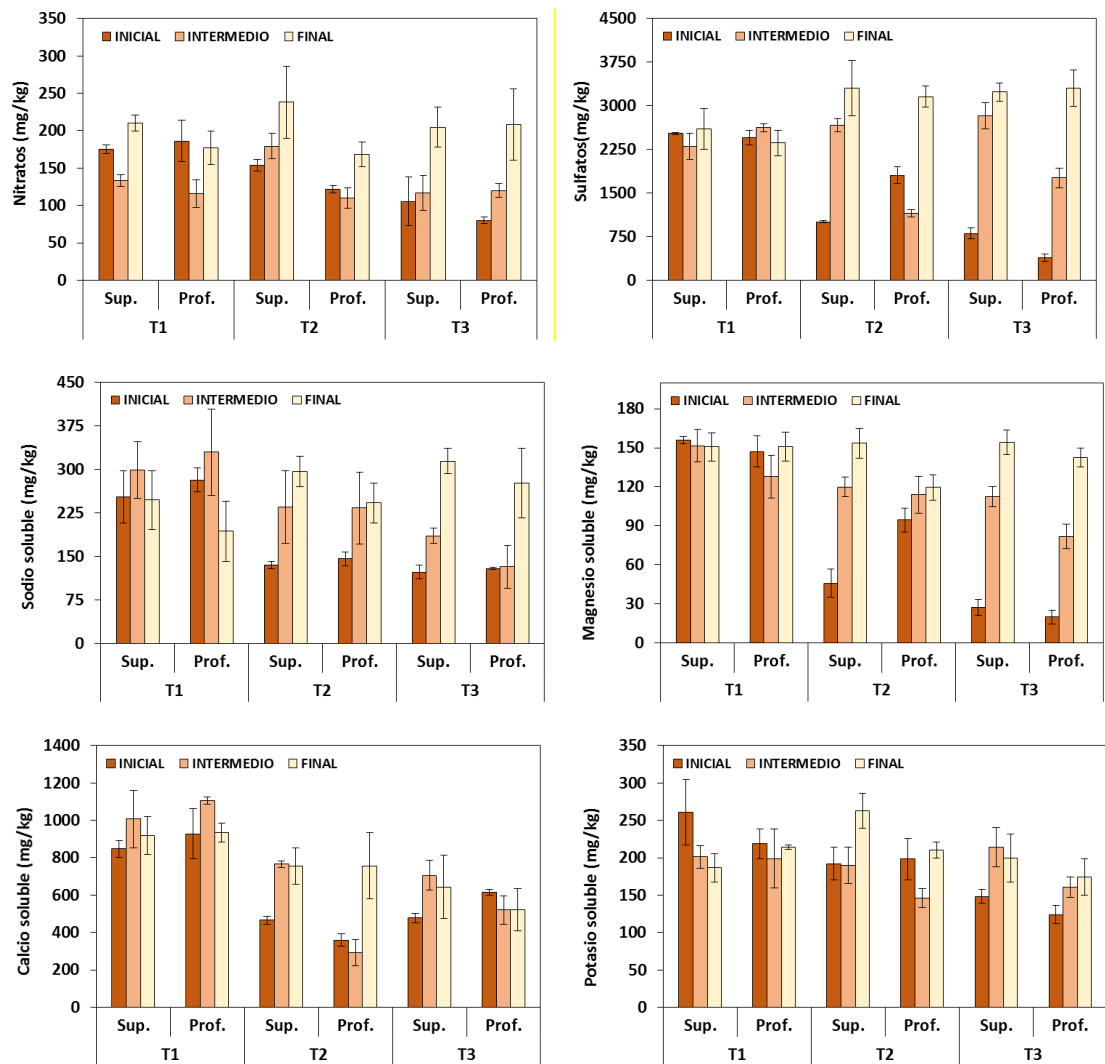 350
300
250
200
150
100
50
0
Nitratos (mg/kg)
INICIAL INTERMEDIO FINAL
Sup. Prof. Sup. Prof. Sup. Prof.
T1 T2 T3
4500
3750
3000
2250
1500
750
0
Sulfatos(mg/kg)
INICIAL INTERMEDIO FINAL
Sup. Prof. Sup. Prof. Sup. Prof.
T1 T2 T3
450
375
300
225
150
75
0
Sodio soluble (mg/kg)
INICIAL INTERMEDIO FINAL
Sup. Prof. Sup. Prof. Sup. Prof.
T1 T2 T3
180
150
120
90
60
30
0
Magnesio soluble (mg/kg)
INICIAL INTERMEDIO FINAL
Sup. Prof. Sup. Prof. Sup. Prof.
T1 T2 T3
1400
1200
1000
800
600
400
200
0
Calcio soluble (mg/kg)
INICIAL INTERMEDIO FINAL
Sup. Prof. Sup. Prof. Sup. Prof.
T1 T2 T3
350
300
250
200
150
100
50
0
Potasio soluble (mg/kg)
INICIAL INTERMEDIO FINAL
Sup. Prof. Sup. Prof. Sup. Prof.
T1 T2 T3